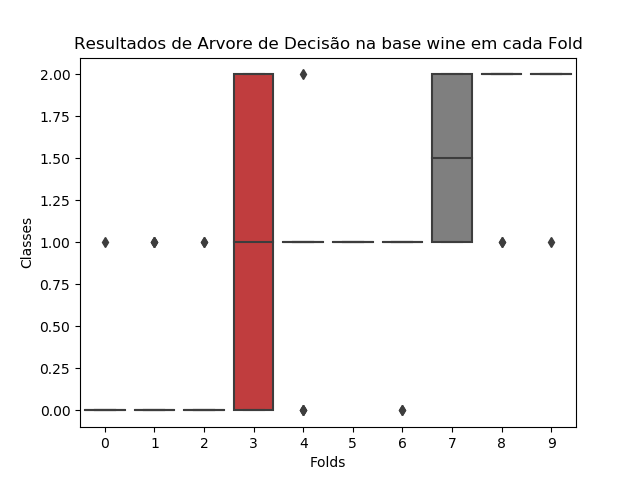 Resultados de Arvore de Decisão na base wine em cada Fold
2.00
1.75
1.50
1.25
1.00
0.75
0.50
0.25
0.00
Classes
0 1 2 3 4 5 6 7 8 9
Folds